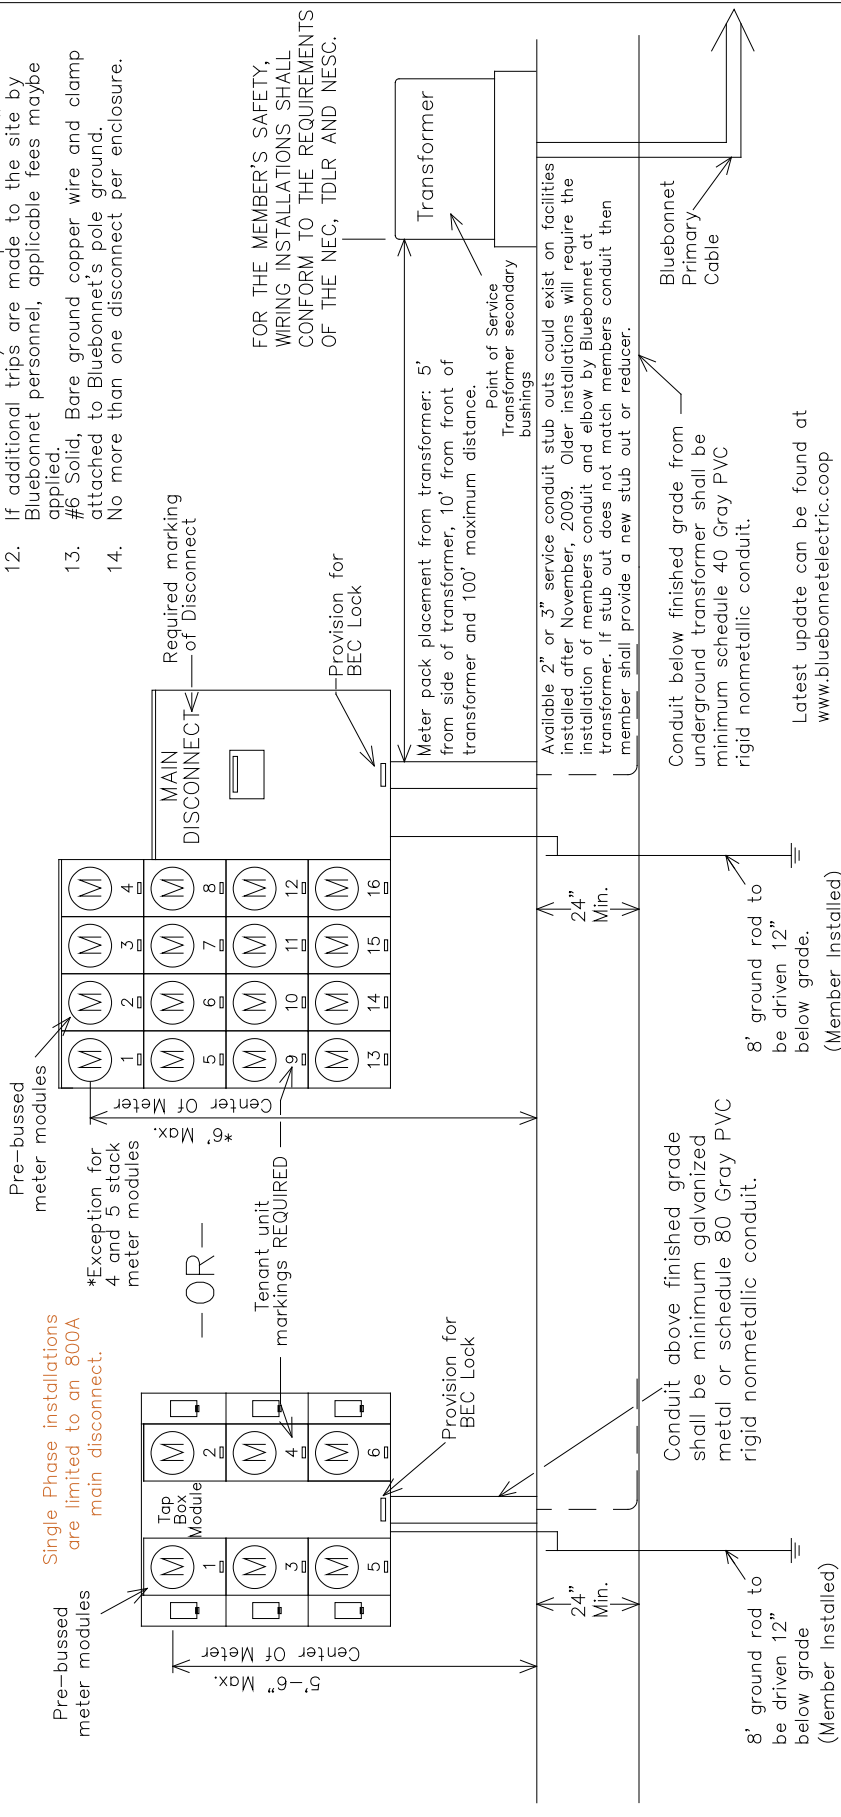 12. If additional trips are made to the site by
Bluebonnet personnel, applicable fees maybe
applied.
13. #6 Solid, Bare ground copper wire and clamp
attached to Bluebonnet's pole ground.
14. No more than one disconnect per enclosure.
FOR THE MEMBER'S SAFETY,
WIRING INSTALLATIONS SHALL
CONFORM TO THE REQUIREMENTS
OF THE NEC, TDLR AND NESC.
Single Phase installations
are limited to an 800A
main disconnect.
Pre-bussed
meter modules
Tap
Box
Module
M
1
M
2
M
3
M
4
M
5
M
6
5'-6" Max.
Center Of Meter
Provision for
BEC Lock
Tenant unit
markings REQUIRED
-OR-
*Exception for
4 and 5 stack
meter modules
Pre-bussed
meter modules
M
1
M
2
M
3
M
4
M
5
M
6
M
7
M
8
M
9
M
10
M
11
M
12
M
13
M
14
M
15
M
16
*6' Max.
Center Of Meter
MAIN
DISCONNECT
Required marking
of Disconnect
Provision for
BEC Lock
Meter pack placement from transformer: 5'
from side of transformer, 10' from front of
transformer and 100' maximum distance.
Transformer
Point of Service
Transformer secondary
bushings
Available 2" or 3" service conduit stub outs could exist on facilities
installed after November, 2009. Older installations will require the
installation of members conduit and elbow by Bluebonnet at
transformer. If stub out does not match members conduit then
member shall provide a new stub out or reducer.
Bluebonnet
Primary
Cable
24"
Min.
24"
Min.
Conduit above finished grade
shall be minimum galvanized
metal or schedule 80 Gray PVC
rigid nonmetallic conduit.
Conduit below finished grade from
underground transformer shall be
minimum schedule 40 Gray PVC
rigid nonmetallic conduit.
8' ground rod to
be driven 12"
below grade
(Member Installed)
8' ground rod to
be driven 12"
below grade.
(Member Installed)
Latest update can be found at
www.bluebonnetelectric.coop